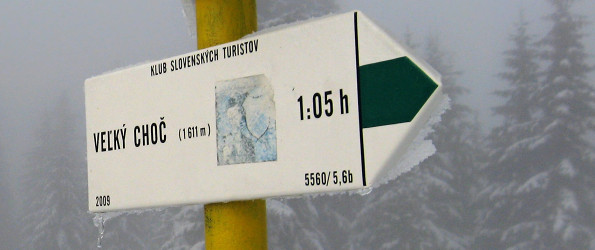 KLUB SLOVENSKÝCH TURISTOV
VEĽKÝ CHOČ (1611 m) 1:05 h
2009 5560/5,6b